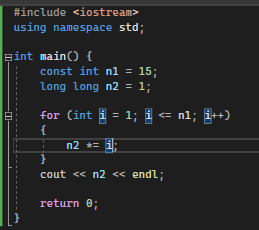 #include <iostream>
using namespace std;
int main() {
const int n1 = 15;
long long n2 = 1;
for (int i = 1; i <= n1; i++)
{
n2 *= i;
}
cout << n2 << endl;
return 0;
}